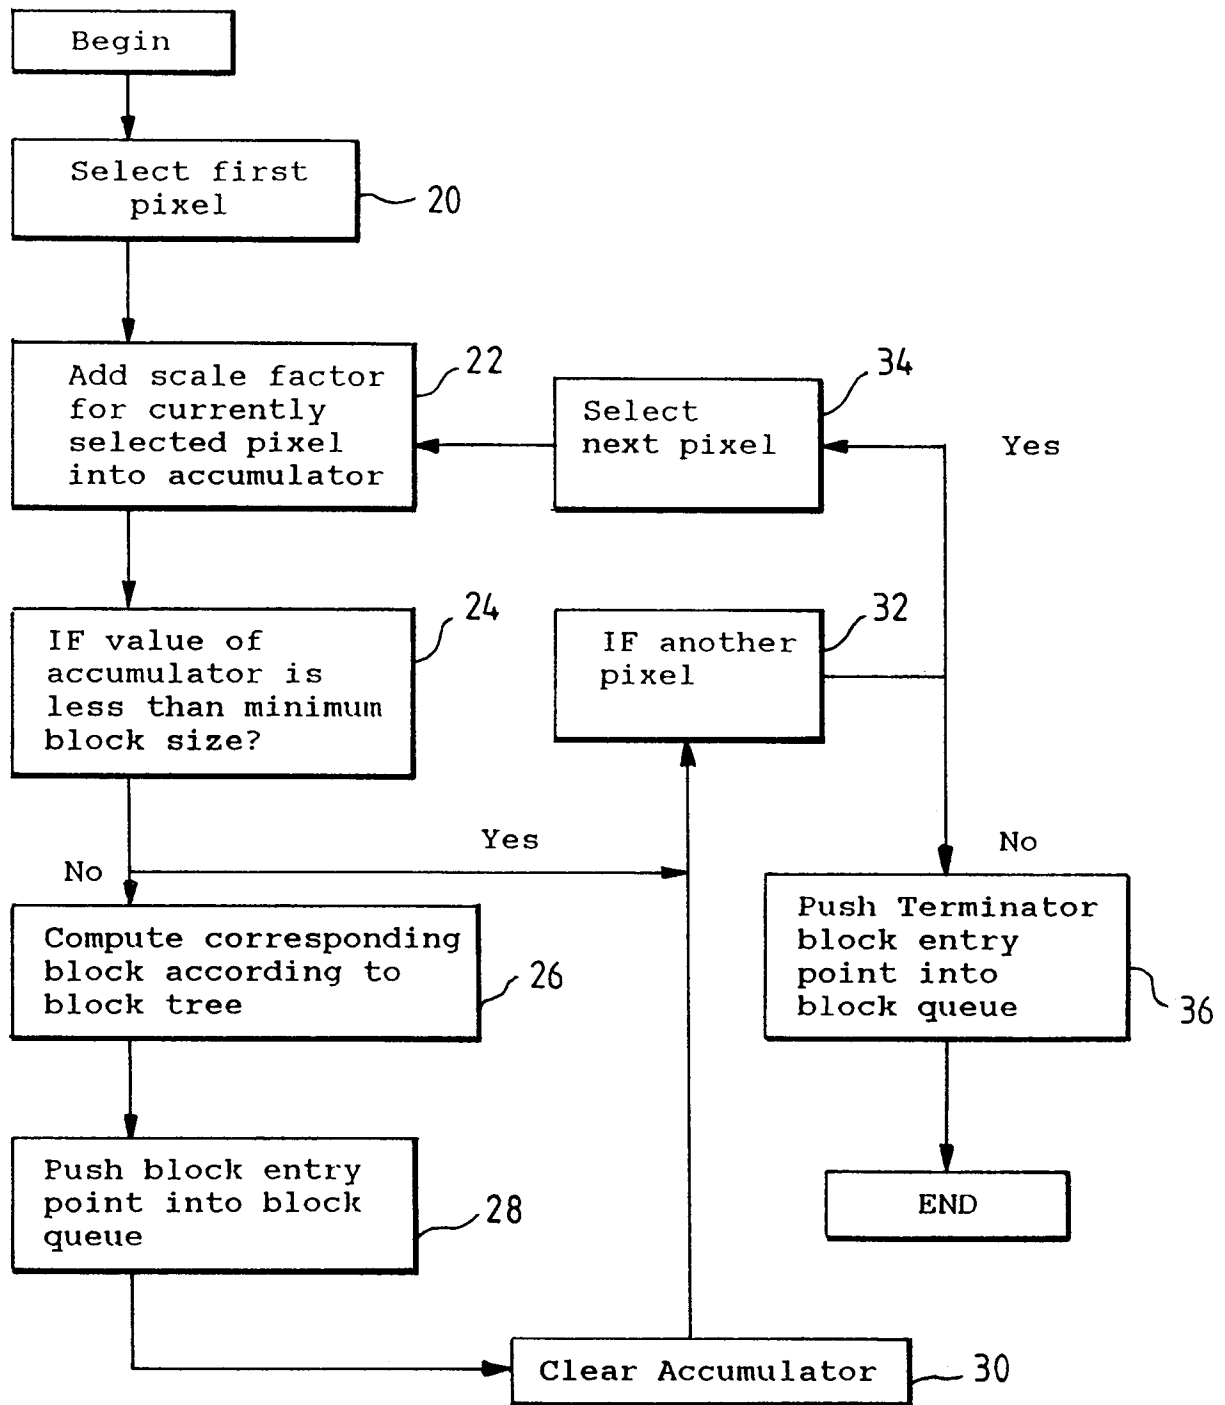 Begin
Select first
pixel
20
Add scale factor
for currently
selected pixel
into accumulator
22
Select
next pixel
34
Yes
IF value of
accumulator is
less than minimum
block size?
24
IF another
pixel
32
Yes
No
No
Compute corresponding
block according to
block tree
26
Push Terminator
block entry
point into
block queue
36
Push block entry
point into block
queue
28
END
Clear Accumulator
30